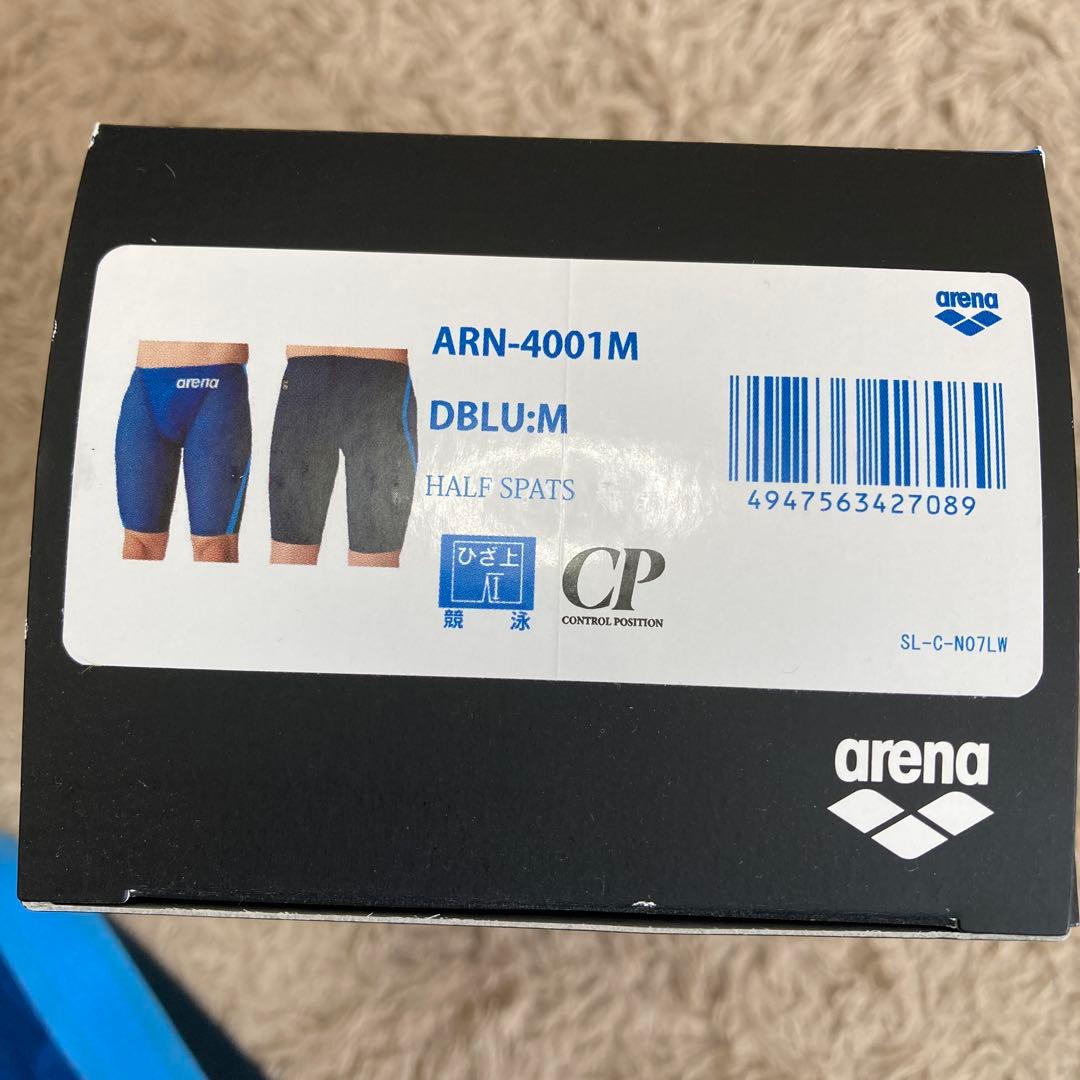 arena
ARN-4001M
arena
DBLU:M
HALF SPATS
4947563427089
ひざ上
競 泳
CP
CONTROL POSITION
SL-C-N07LW
arena